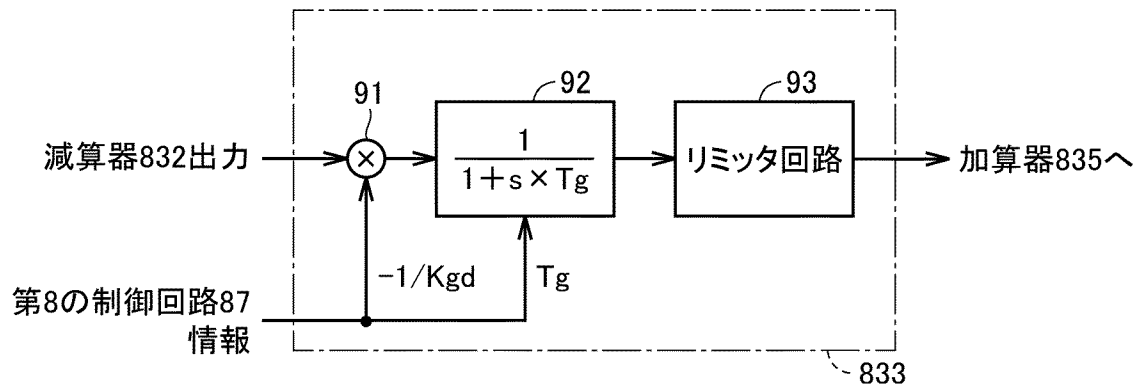 91
92
93
減算器832出力
×
1
1+s×Tg
リミッタ回路
加算器835へ
-1/Kgd
Tg
第8の制御回路87
情報
833